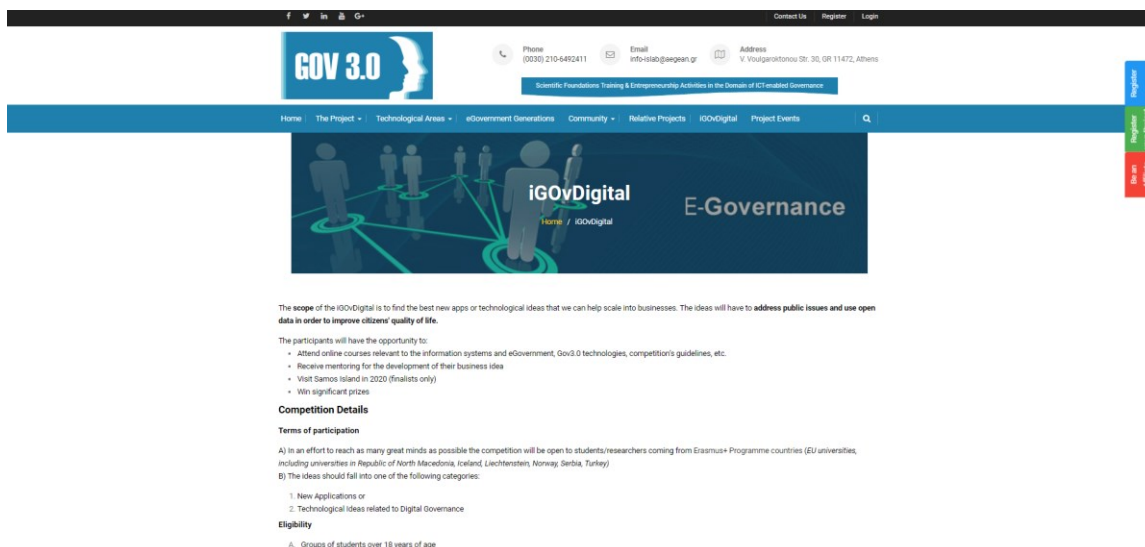 Contact Us Register Login
GOV 3.0
Phone
(0030) 210-6492411
Email
info-islab@aegean.gr
Address
V. Voulgaroktonou Str. 30, GR 11472, Athens
Scientific Foundations Training & Entrepreneurship Activities in the Domain of ICT-enabled Governance
Home The Project Technological Areas eGovernment Generations Community Relative Projects iGOvDigital Project Events
Register
Register
Be an
iGOvDigital
Home / iGOvDigital
E-Governance
The scope of the iGOvDigital is to find the best new apps or technological ideas that we can help scale into businesses. The ideas will have to address public issues and use open
data in order to improve citizens' quality of life.
The participants will have the opportunity to:
• Attend online courses relevant to the information systems and eGovernment, Gov3.0 technologies, competition's guidelines, etc.
• Receive mentoring for the development of their business idea
• Visit Samos Island in 2020 (finalists only)
• Win significant prizes
Competition Details
Terms of participation
A) In an effort to reach as many great minds as possible the competition will be open to students/researchers coming from Erasmus+ Programme countries (EU universities,
including universities in Republic of North Macedonia, Iceland, Liechtenstein, Norway, Serbia, Turkey)
B) The ideas should fall into one of the following categories:
1. New Applications or
2. Technological Ideas related to Digital Governance
Eligibility
A. Groups of students over 18 years of age